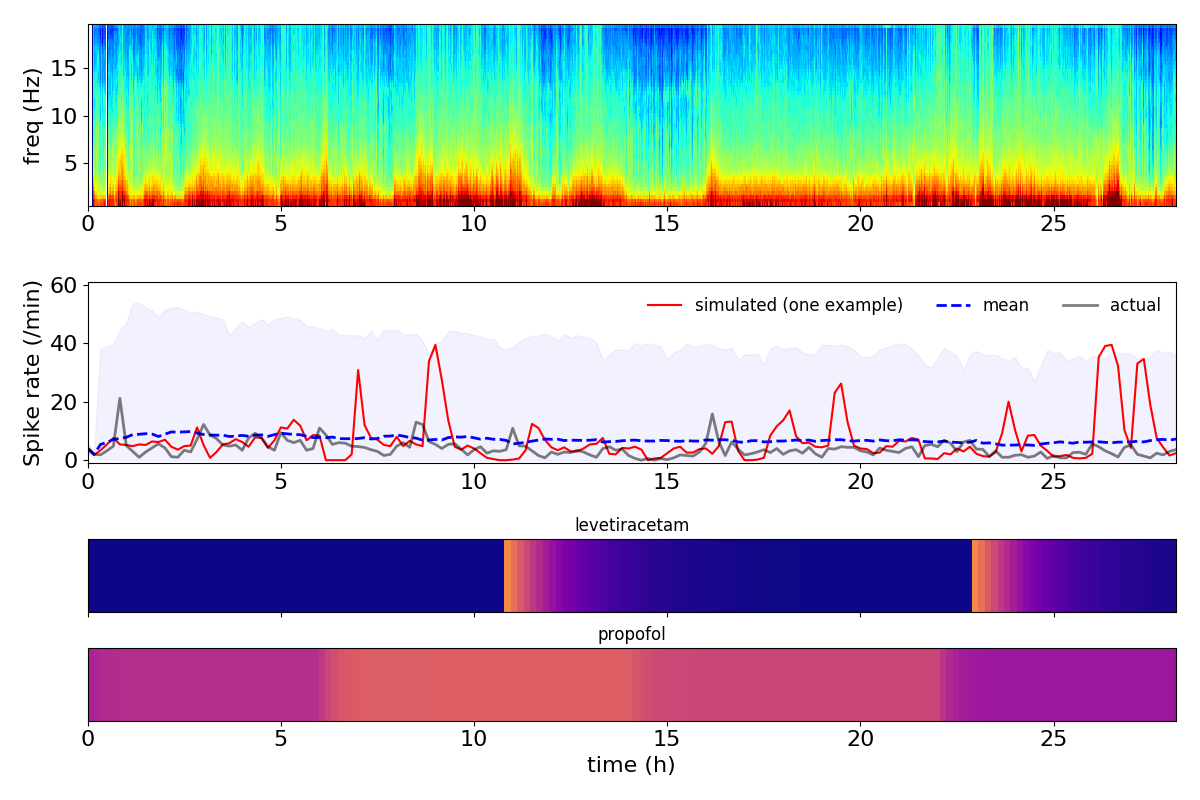 freq (Hz)
15
10
5
0 5 10 15 20 25
Spike rate (/min)
60
40
20
0
simulated (one example) mean actual
0 5 10 15 20 25
levetiracetam
propofol
0 5 10 15 20 25
time (h)